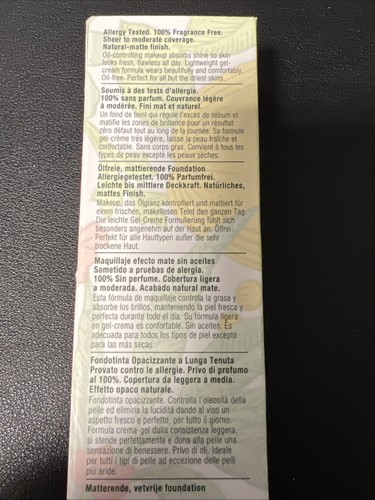 Allergy Tested. 100% Fragrance Free.
Sheer to moderate coverage.
Natural-matte finish.
Oil-controlling makeup absorbs shine so skin
looks fresh, flawless all day. Lightweight gel-
cream formula wears beautifully and comfortably.
Oil-free. Perfect for all but the driest skins.
Soumis à des tests d'allergie.
100% sans parfum. Couvrance légère
à modérée. Fini mat et naturel.
Un fond de teint qui régule l'excès de sébum et
matifie les zones de brillance pour un résultat
zéro défaut tout au long de la journée. Sa formule
gel-crème très légère, laisse la peau fraîche et
confortable. Sans corps gras. Convient à tous les
types de peau excepté les peaux sèches.
Ölfreie, mattierende Foundation
Allergiegetestet. 100% Parfumfrei.
Leichte bis mittlere Deckkraft. Natürliches,
mattes Finish.
Makeup, das Ölglanz kontrolliert und mattiert für
einen frischen, makellosen Teint den ganzen Tag.
Die leichte Gel-Creme Formulierung fühlt sich
besonders angenehm auf der Haut an. Ölfrei.
Perfekt für alle Hauttypen außer die sehr
trockene Haut.
Maquillaje efecto mate sin aceites
Sometido a pruebas de alergia.
100% Sin perfume. Cobertura ligera
a moderada. Acabado natural mate.
Esta fórmula de maquillaje controla la grasa y
absorbe los brillos, manteniendo la piel fresca y
perfecta durante todo el día. Su fórmula ligera
en gel-crema es confortable. Sin aceites. Es
adecuada para todos los tipos de piel excepto
para las más secas.
Fondotinta Opacizzante a Lunga Tenuta
Provato contro le allergie. Privo di profumo
al 100%. Copertura da leggera a media.
Effetto opaco naturale.
Fondotinta opacizzante. Controlla l'oleosità della
pelle ed elimina la lucidità dando al viso un
aspetto fresco e perfetto, per tutto il giorno.
Formula crema-gel dalla consistenza leggera,
si stende perfettamente e dona alla pelle una
sensazione di benessere. Privo di oli. Ideale
per tutti i tipi di pelle ad eccezione delle pelli
più aride.
Matterende, vetvrije foundation